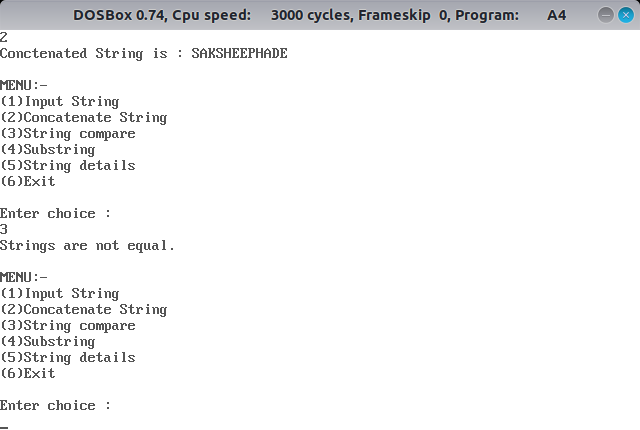 DOSBox 0.74, Cpu speed: 3000 cycles, Frameskip 0, Program: A4
2
Conctenated String is : SAKSHEEPHADE
MENU:-
(1)Input String
(2)Concatenate String
(3)String compare
(4)Substring
(5)String details
(6)Exit
Enter choice :
3
Strings are not equal.
MENU:-
(1)Input String
(2)Concatenate String
(3)String compare
(4)Substring
(5)String details
(6)Exit
Enter choice :
_